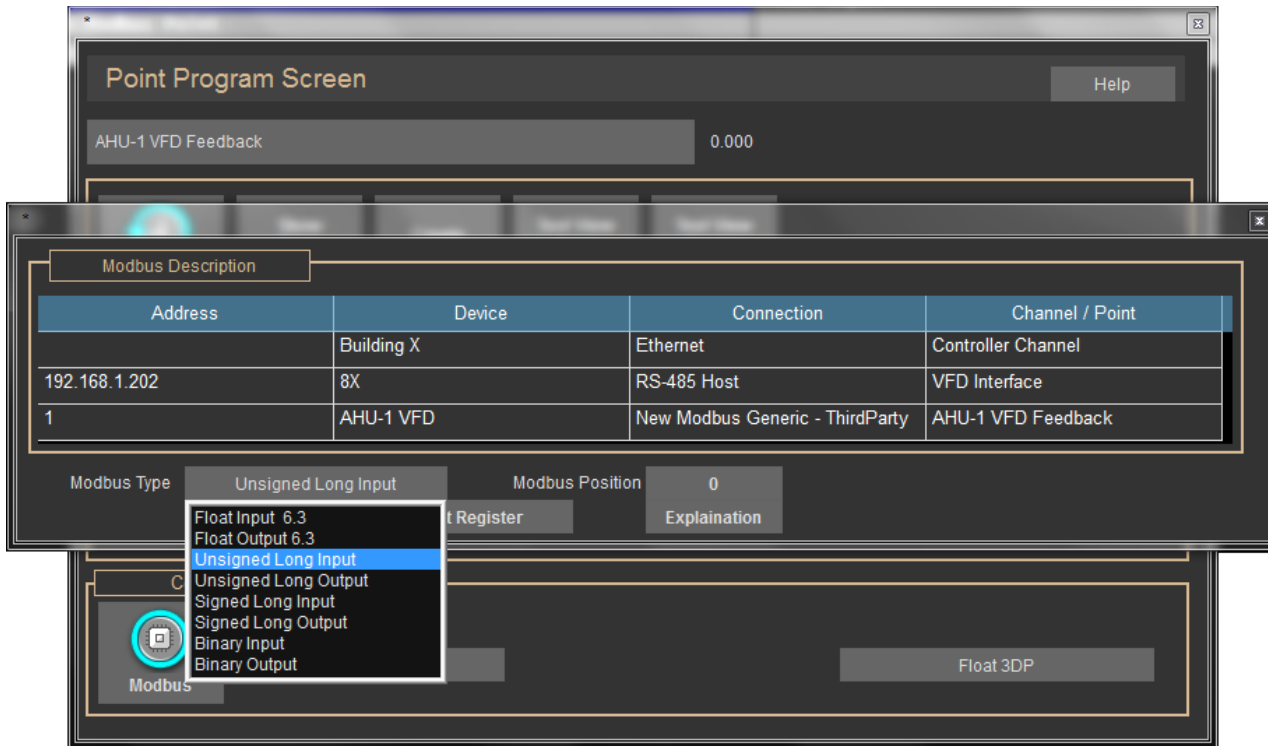 *
Point Program Screen
Help
AHU-1 VFD Feedback
0.000
*
Modbus Description
Address Device Connection Channel / Point
Building X Ethernet Controller Channel
192.168.1.202 8X RS-485 Host VFD Interface
1 AHU-1 VFD New Modbus Generic - ThirdParty AHU-1 VFD Feedback
Modbus Type Unsigned Long Input Modbus Position 0
t Register Explaination
Float Input 6.3
Float Output 6.3
Unsigned Long Input
Unsigned Long Output
Signed Long Input
Signed Long Output
Binary Input
Binary Output
C
Modbus
Float 3DP